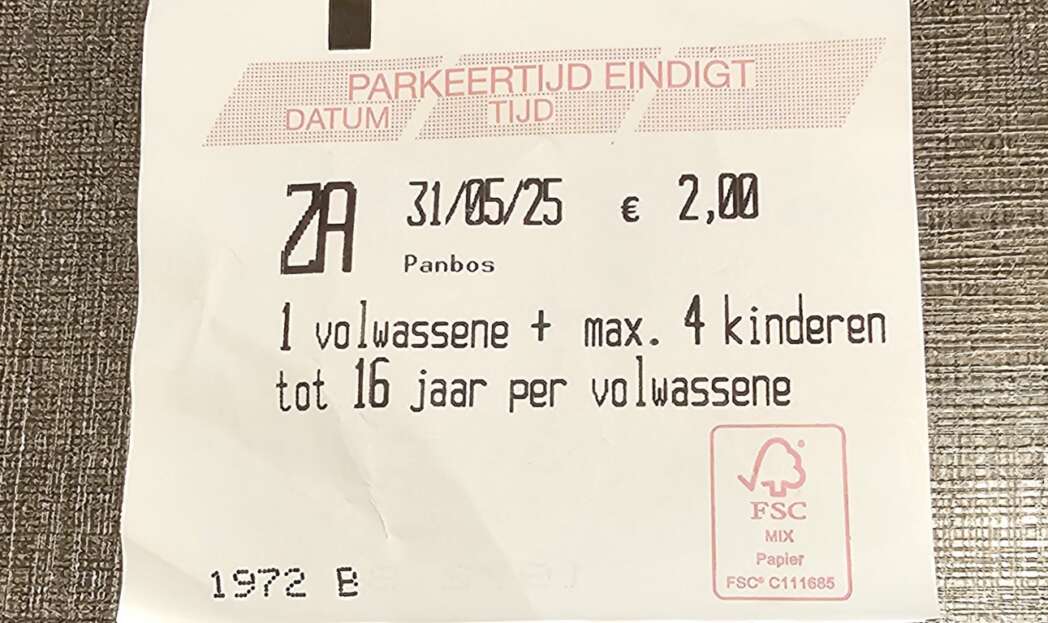 PARKEERTIJD EINDIGT
DATUM TIJD
ZA 31/05/25 € 2,00
Panbos
1 volwassene + max. 4 kinderen
tot 16 jaar per volwassene
FSC
MIX
Papier
FSC® C111685
1972 B